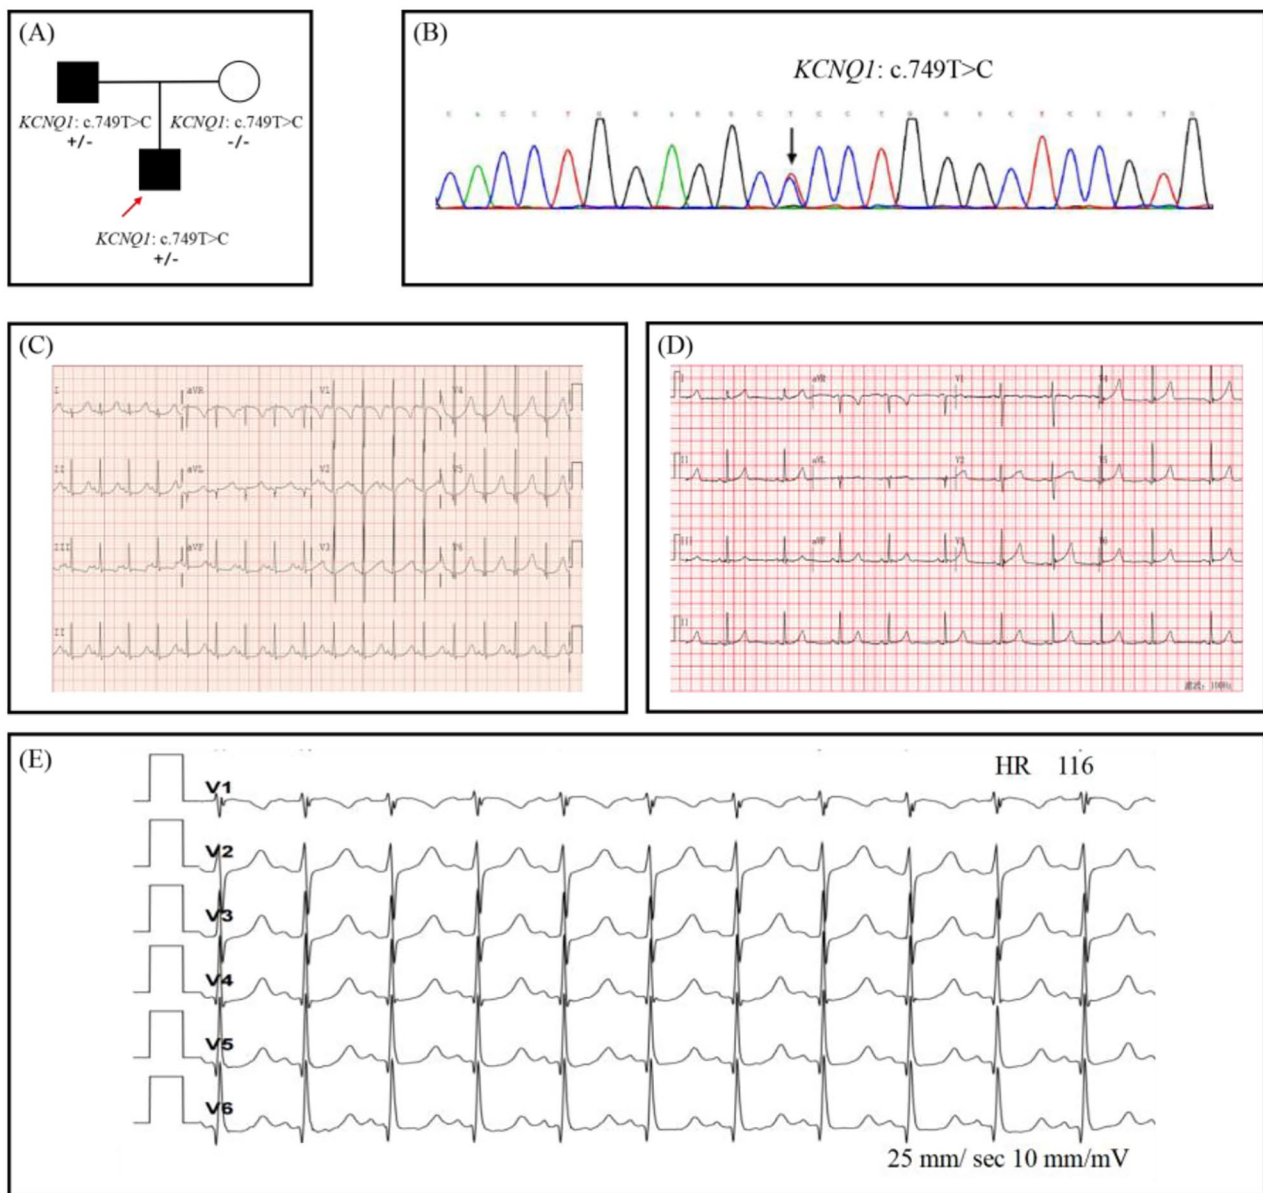 (A)
KCNQ1: c.749T>C
+/-
KCNQ1: c.749T>C
-/-
KCNQ1: c.749T>C
+/-
(B)
KCNQ1: c.749T>C
(C)
I
aVR
V1
V4
II
aVL
V2
V5
III
aVF
V3
V6
II
(D)
I
aVR
V1
V4
II
aVL
V2
V5
III
aVF
V3
V6
II
100Hz
(E)
HR 116
V1
V2
V3
V4
V5
V6
25 mm/ sec 10 mm/mV